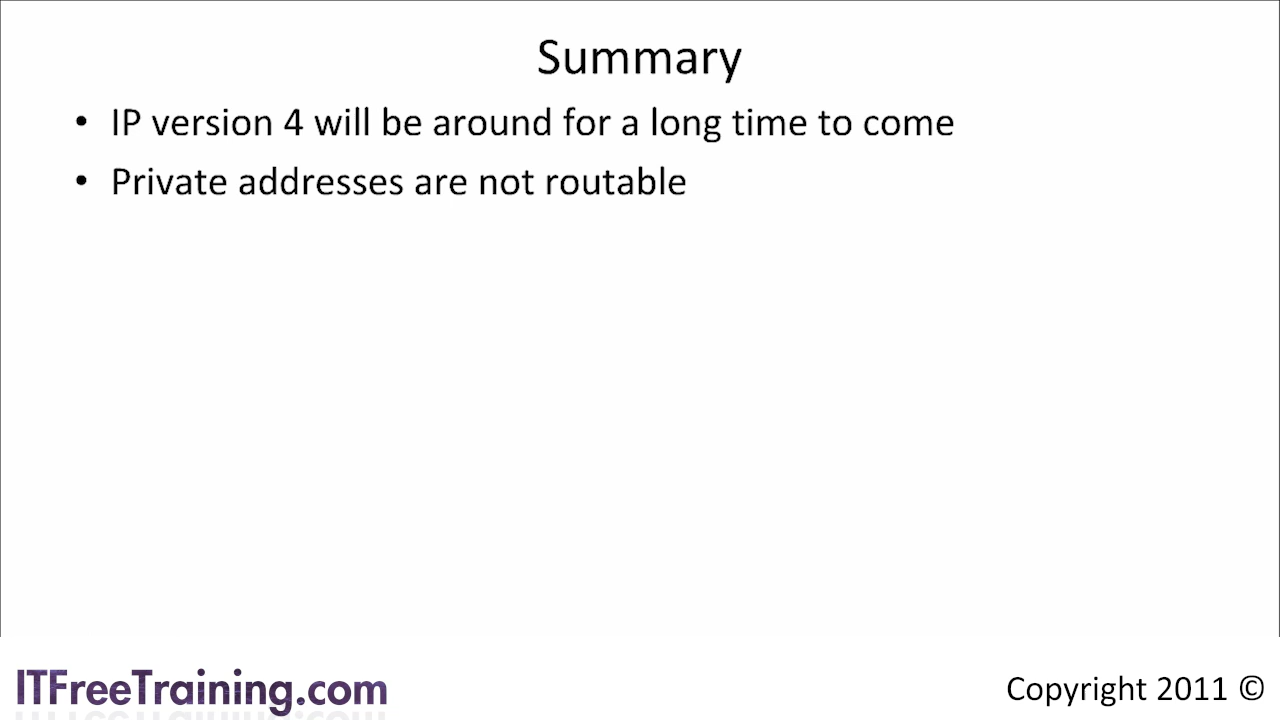 Summary
• IP version 4 will be around for a long time to come
• Private addresses are not routable
ITFreeTraining.com
Copyright 2011 ©